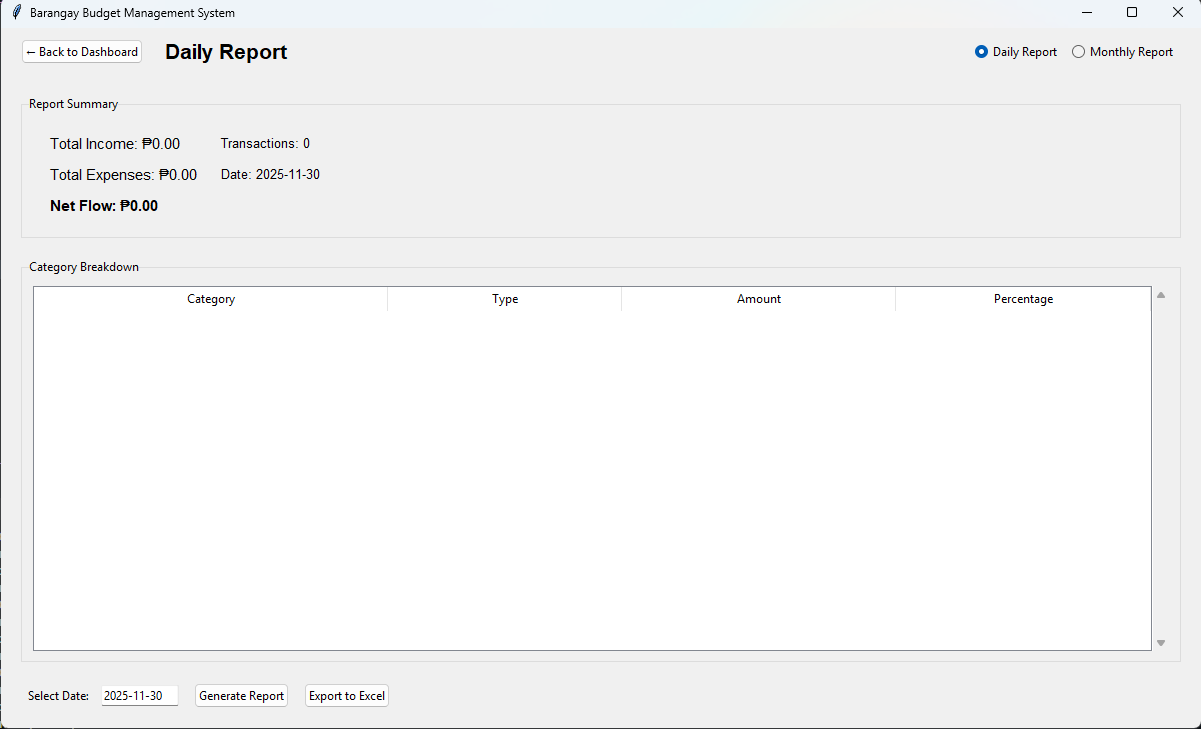 Barangay Budget Management System
← Back to Dashboard Daily Report Daily Report Monthly Report
Report Summary
Total Income: ₱0.00 Transactions: 0
Total Expenses: ₱0.00 Date: 2025-11-30
Net Flow: ₱0.00
Category Breakdown
Category Type Amount Percentage
Select Date: 2025-11-30 Generate Report Export to Excel